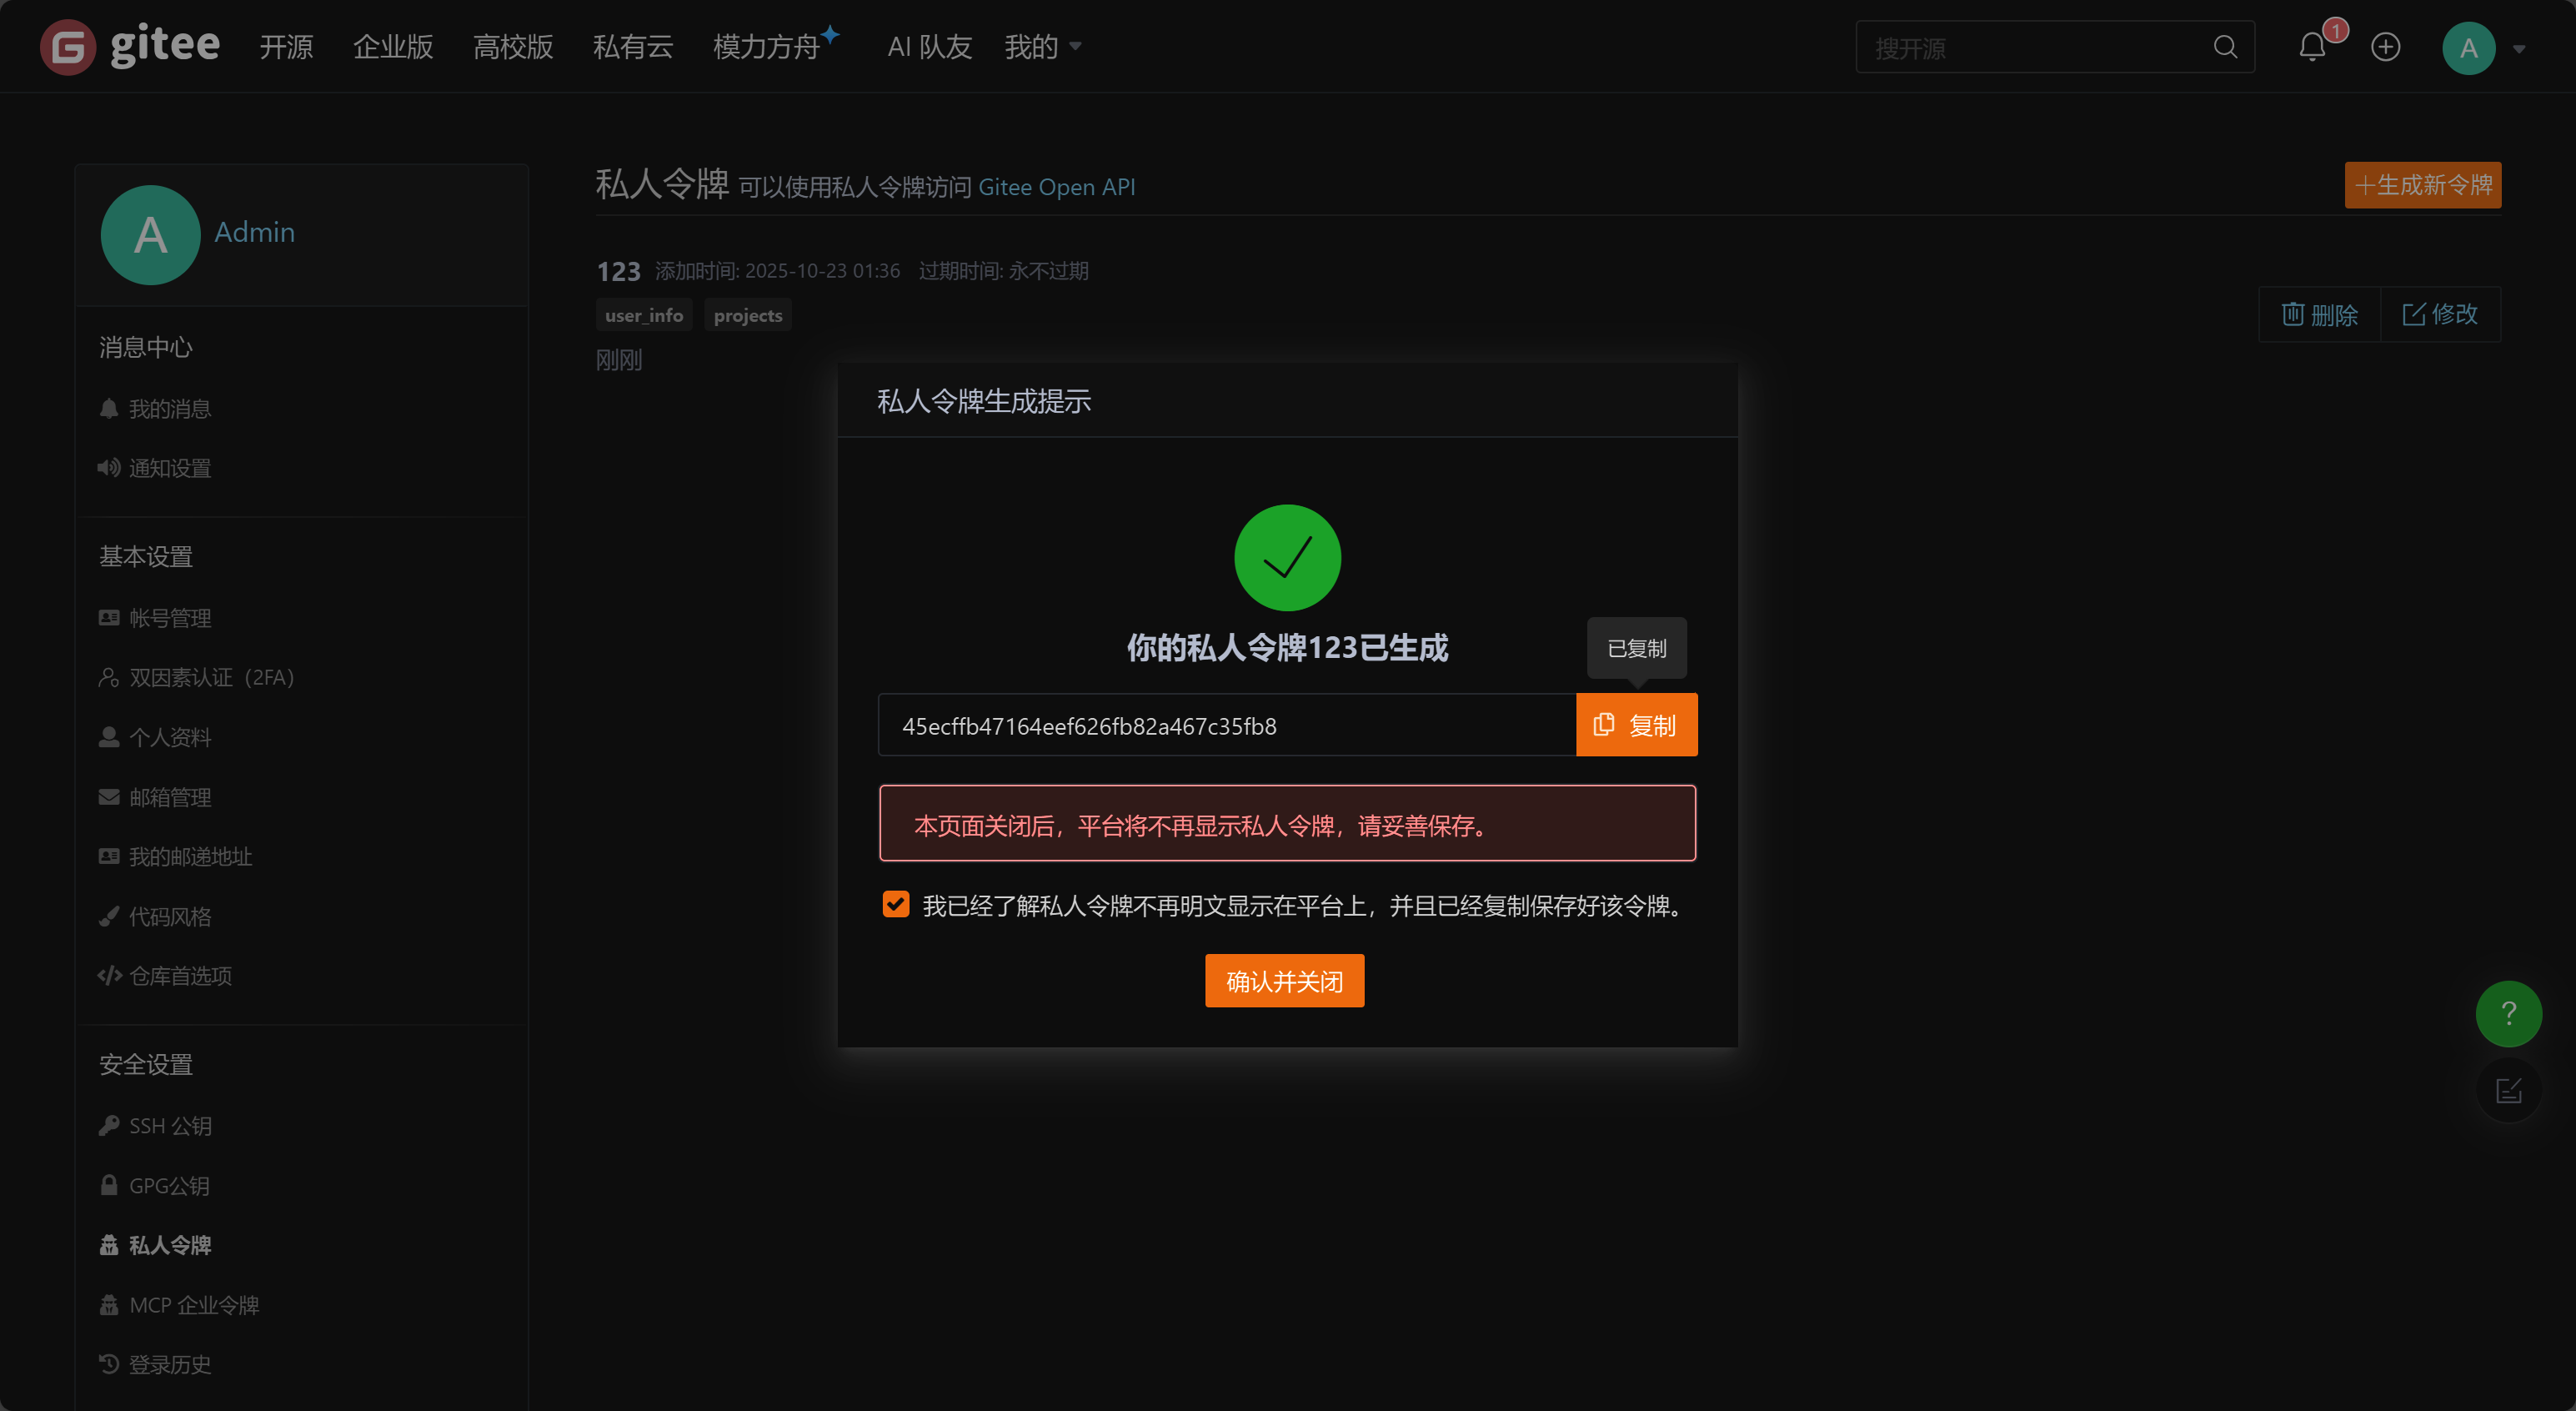 gitee 开源 企业版 高校版 私有云 模力方舟 AI 队友 我的 搜开源 1 A
A Admin
消息中心
我的消息
通知设置
基本设置
帐号管理
双因素认证（2FA）
个人资料
邮箱管理
我的邮递地址
代码风格
仓库首选项
安全设置
SSH 公钥
GPG公钥
私人令牌
MCP 企业令牌
登录历史
私人令牌 可以使用私人令牌访问 Gitee Open API
生成新令牌
123 添加时间: 2025-10-23 01:36 过期时间: 永不过期
user_info projects
刚刚
删除 修改
私人令牌生成提示
你的私人令牌123已生成
已复制
45ecffb47164eef626fb82a467c35fb8 复制
本页面关闭后，平台将不再显示私人令牌，请妥善保存。
我已经了解私人令牌不再明文显示在平台上，并且已经复制保存好该令牌。
确认并关闭
?